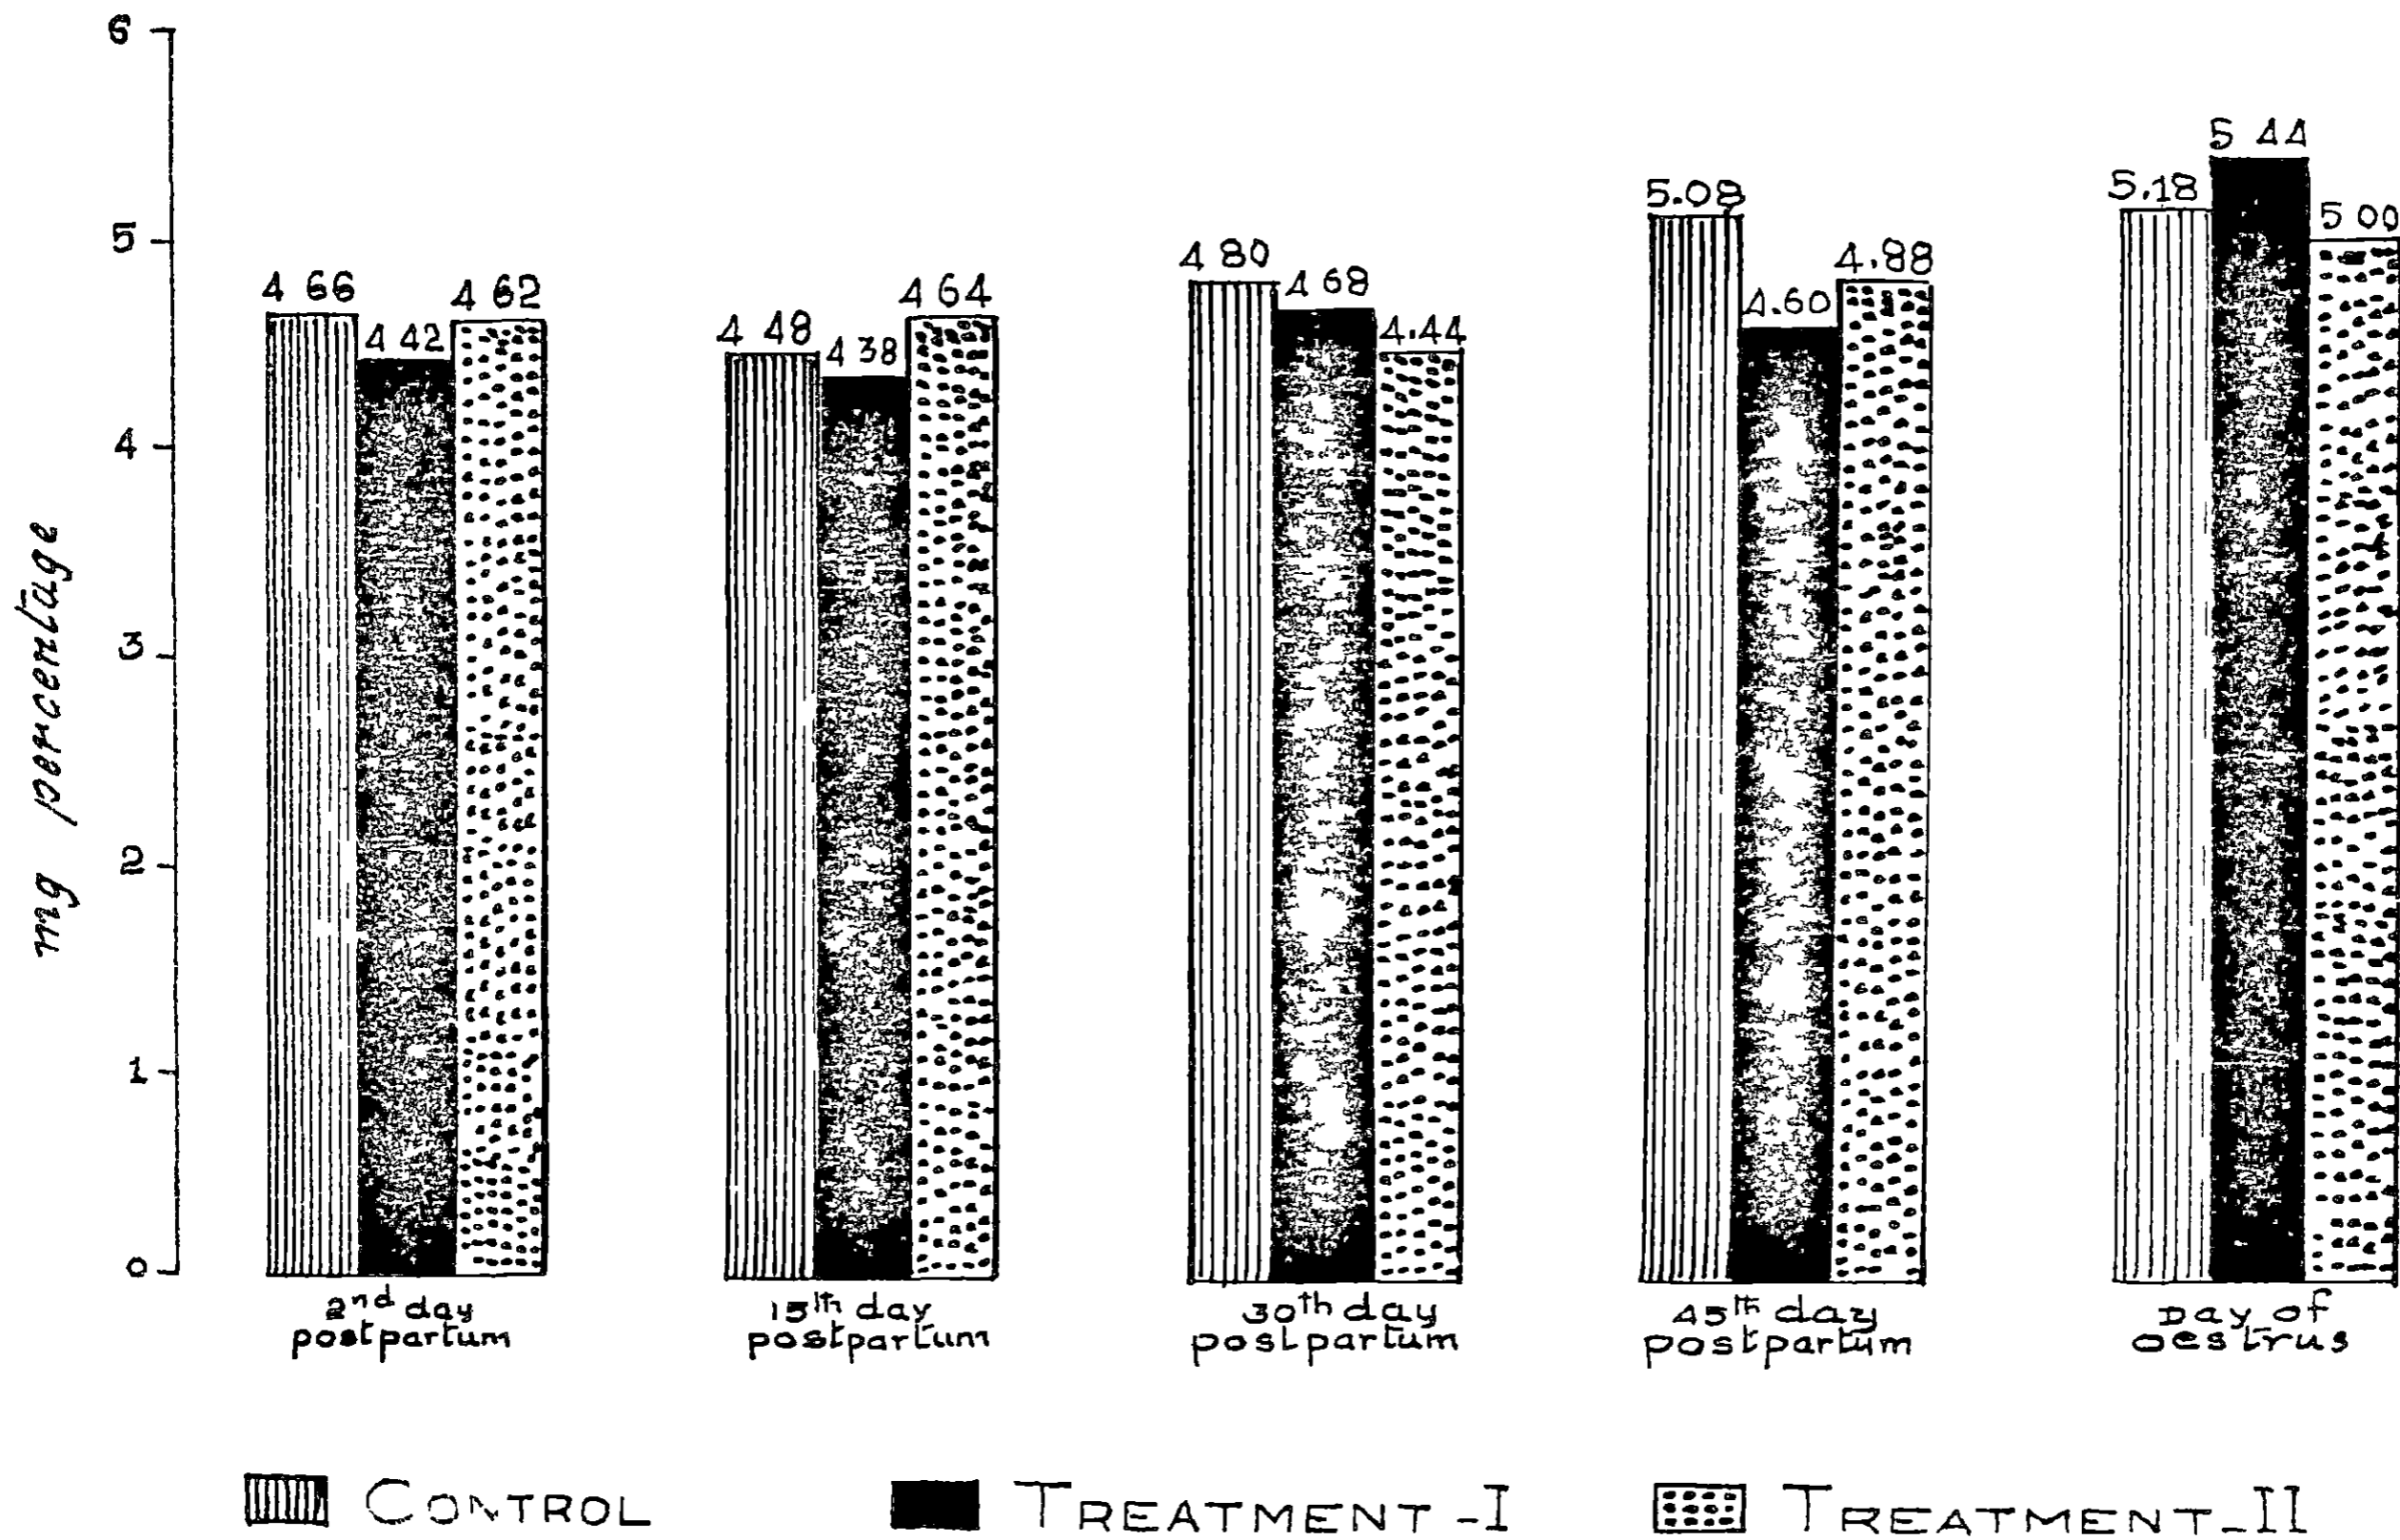 6
5
4
3
2
1
0
mg percentage
4 66
4 42
4 62
4 48
4 38
4 64
4 80
4 68
4.44
5.08
4.60
4.88
5.18
5 44
5 00
2nd day
postpartum
15th day
postpartum
30th day
postpartum
45th day
postpartum
Day of
oestrus
CONTROL
TREATMENT-I
TREATMENT-II